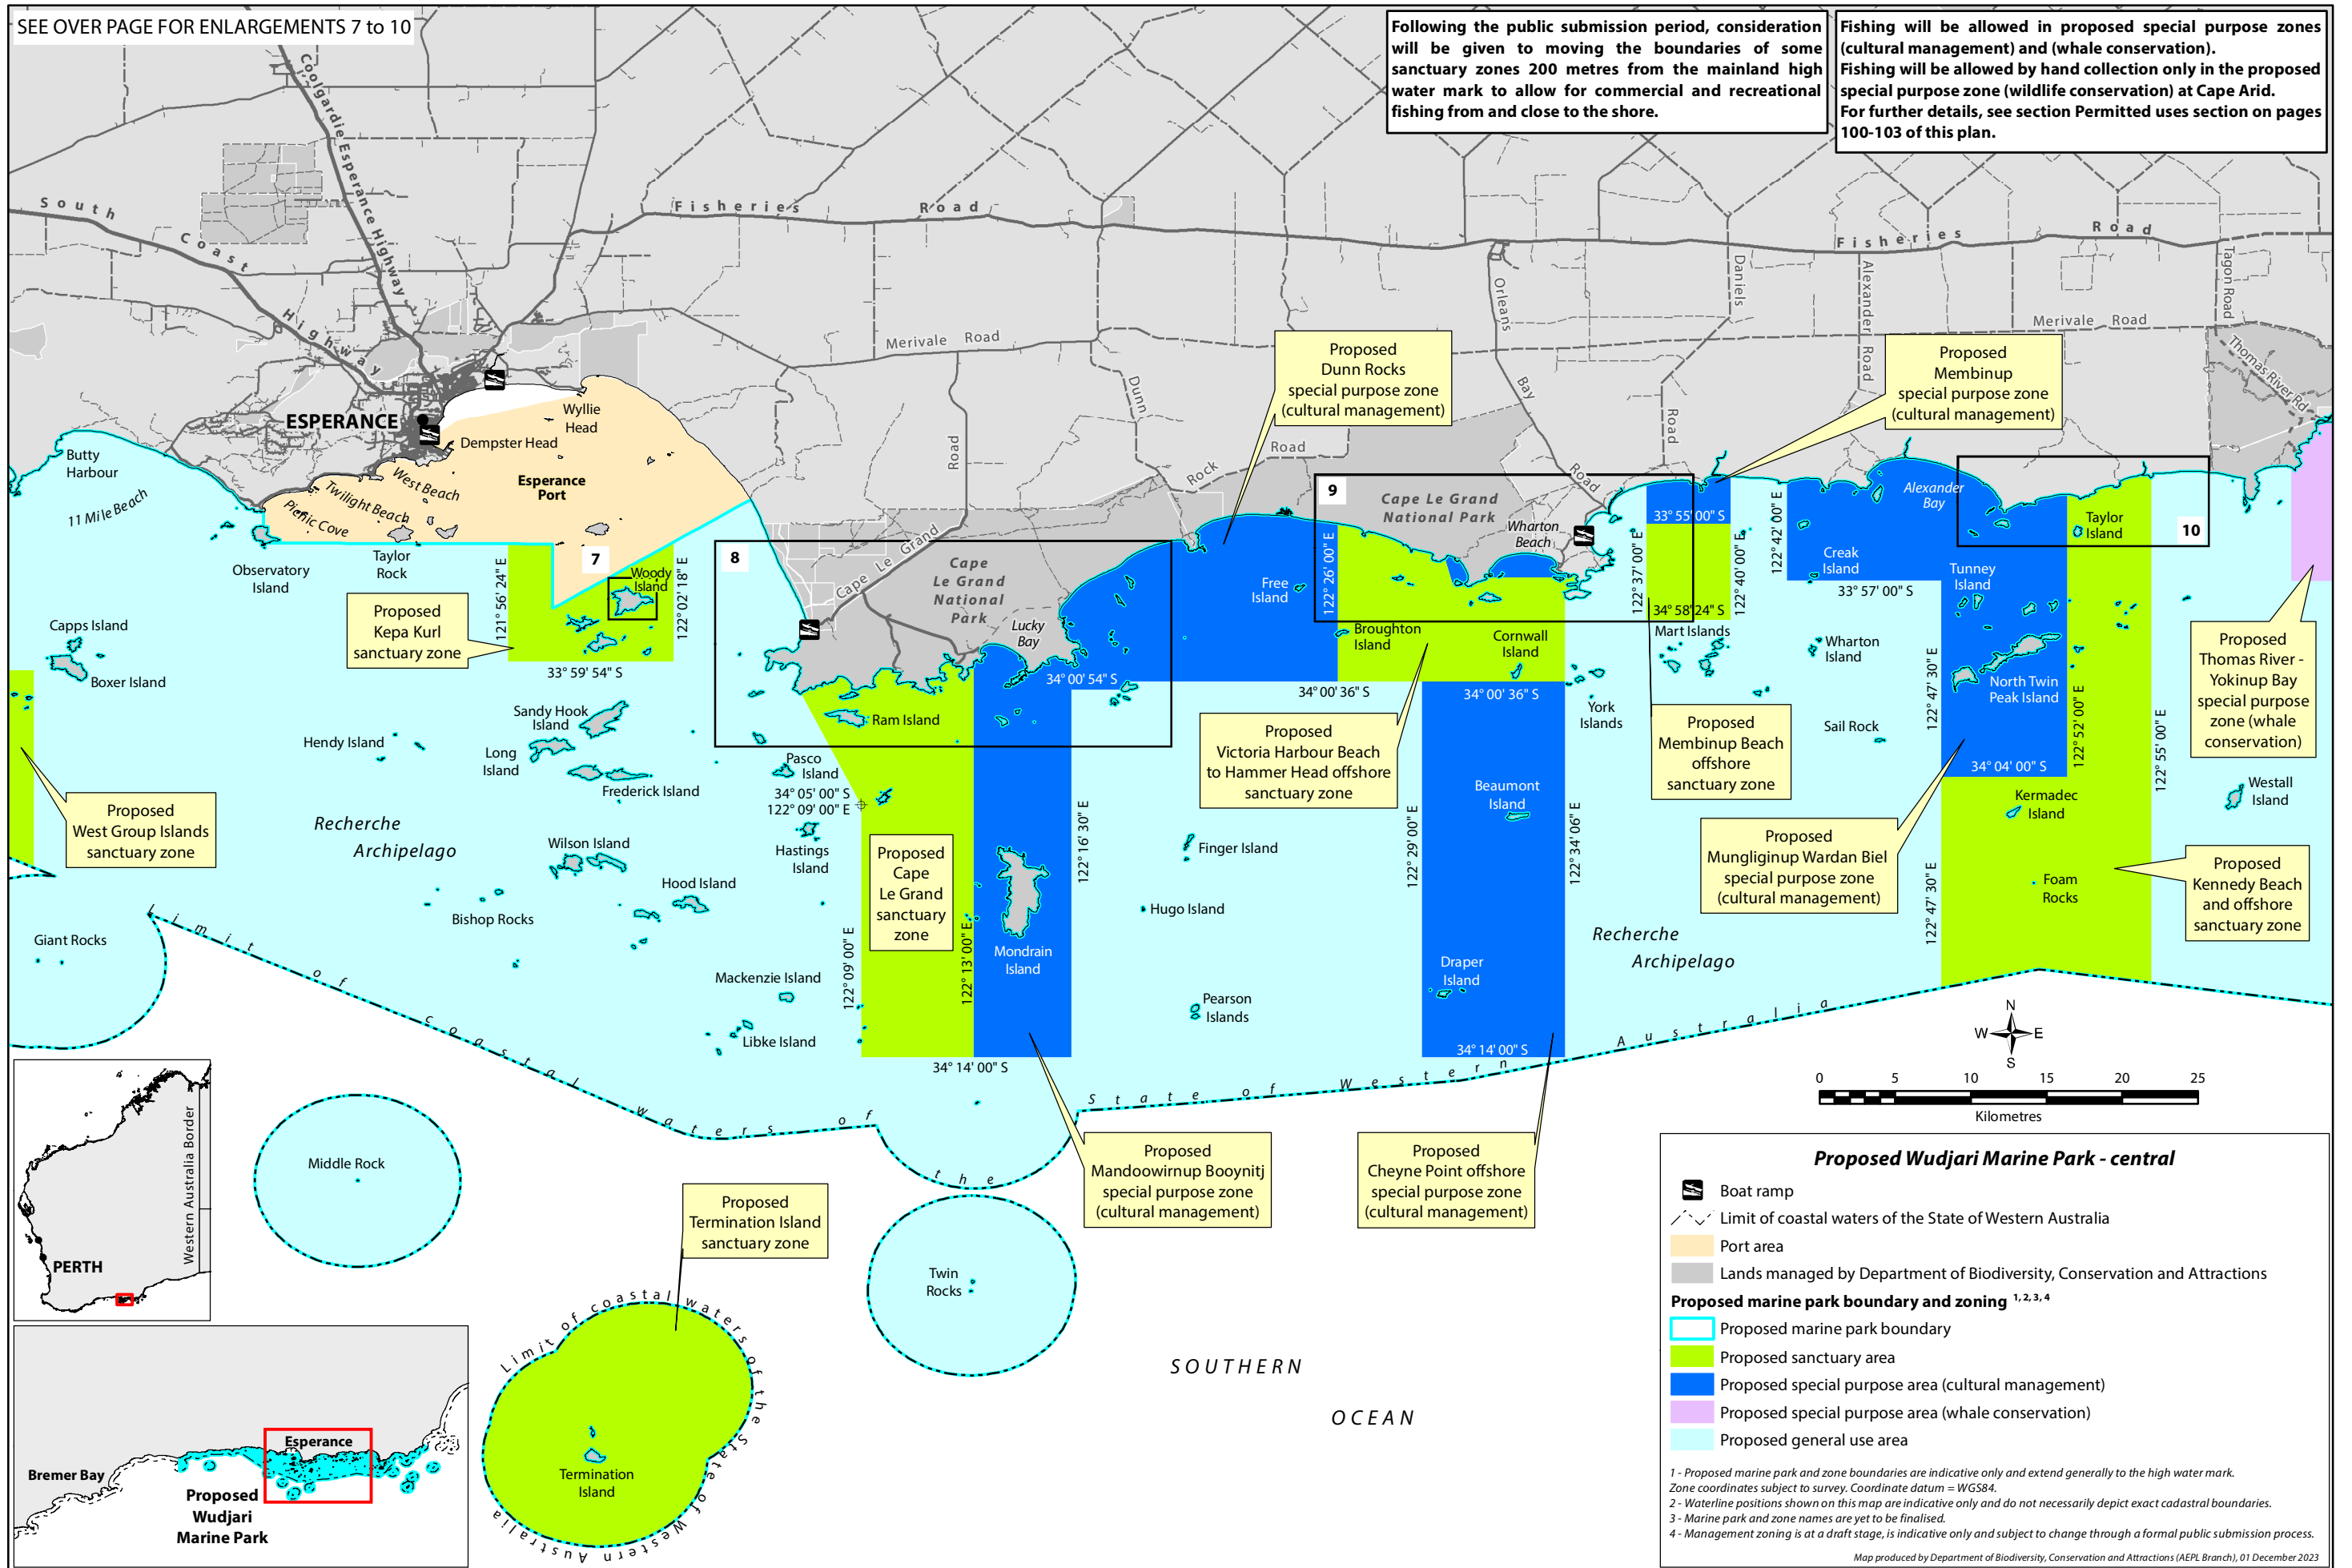 SEE OVER PAGE FOR ENLARGEMENTS 7 to 10
Following the public submission period, consideration
will be given to moving the boundaries of some
sanctuary zones 200 metres from the mainland high
water mark to allow for commercial and recreational
fishing from and close to the shore.
Fishing will be allowed in proposed special purpose zones
(cultural management) and (whale conservation).
Fishing will be allowed by hand collection only in the proposed
special purpose zone (wildlife conservation) at Cape Arid.
For further details, see section Permitted uses section on pages
100-103 of this plan.
Coolgardie Esperance Highway
South Coast Highway
Fisheries Road
Fisheries Road
Merivale Road
Merivale Road
Daniels
Road
Alexander Road
Tagon Road
Thomas River Rd
Orleans
Bay
Road
Dunn
Rock
Road
Cape Le Grand
Road
ESPERANCE
Wyllie
Head
Dempster Head
West Beach
Twilight Beach
Picnic Cove
Esperance
Port
Butty
Harbour
11 Mile Beach
Observatory
Island
Taylor
Rock
7
Woody
Island
121° 56' 24" E
122° 02' 18" E
33° 59' 54" S
Proposed
Kepa Kurl
sanctuary zone
8
Cape
Le Grand
National
Park
Lucky
Bay
Proposed
Dunn Rocks
special purpose zone
(cultural management)
9
Cape Le Grand
National Park
Wharton
Beach
Proposed
Membinup
special purpose zone
(cultural management)
33° 55' 00" S
122° 37' 00" E
34° 58' 24" S
122° 40' 00" E
122° 42' 00" E
Mart Islands
Creak
Island
33° 57' 00" S
Alexander
Bay
Taylor
Island
10
Tunney
Island
North Twin
Peak Island
Wharton
Island
Sail Rock
122° 47' 30" E
122° 52' 00" E
122° 55' 00" E
34° 04' 00" S
Proposed
Thomas River -
Yokinup Bay
special purpose
zone (whale
conservation)
Westall
Island
Capps Island
Boxer Island
Hendy Island
Sandy Hook
Island
Long
Island
Frederick Island
Pasco
Island
34° 05' 00" S
122° 09' 00" E
Hastings
Island
Wilson Island
Hood Island
Bishop Rocks
Recherche
Archipelago
Proposed
West Group Islands
sanctuary zone
Giant Rocks
Mackenzie Island
Libke Island
Ram Island
34° 00' 54" S
Free
Island
122° 26' 00" E
Broughton
Island
Cornwall
Island
34° 00' 36" S
34° 00' 36" S
York
Islands
Proposed
Victoria Harbour Beach
to Hammer Head offshore
sanctuary zone
Proposed
Membinup Beach
offshore
sanctuary zone
Proposed
Mungliginup Wardan Biel
special purpose zone
(cultural management)
Kermadec
Island
Foam
Rocks
122° 47' 30" E
Proposed
Kennedy Beach
and offshore
sanctuary zone
Proposed
Cape
Le Grand
sanctuary
zone
122° 09' 00" E
122° 13' 00" E
122° 16' 30" E
Mondrain
Island
34° 14' 00" S
Finger Island
Hugo Island
Pearson
Islands
122° 29' 00" E
122° 34' 06" E
Beaumont
Island
Draper
Island
34° 14' 00" S
Recherche
Archipelago
Limit of coastal waters of the State of Western Australia
Proposed
Mandoowirnup Booynitj
special purpose zone
(cultural management)
Proposed
Cheyne Point offshore
special purpose zone
(cultural management)
Middle Rock
Proposed
Termination Island
sanctuary zone
Twin
Rocks
Limit of coastal waters of the State of Western Australia
Termination
Island
SOUTHERN
OCEAN
PERTH
Western Australia Border
Esperance
Bremer Bay
Proposed
Wudjari
Marine Park
N
W E
S
0 5 10 15 20 25
Kilometres
Proposed Wudjari Marine Park - central
Boat ramp
Limit of coastal waters of the State of Western Australia
Port area
Lands managed by Department of Biodiversity, Conservation and Attractions
Proposed marine park boundary and zoning 1, 2, 3, 4
Proposed marine park boundary
Proposed sanctuary area
Proposed special purpose area (cultural management)
Proposed special purpose area (whale conservation)
Proposed general use area
1 - Proposed marine park and zone boundaries are indicative only and extend generally to the high water mark.
Zone coordinates subject to survey. Coordinate datum = WGS84.
2 - Waterline positions shown on this map are indicative only and do not necessarily depict exact cadastral boundaries.
3 - Marine park and zone names are yet to be finalised.
4 - Management zoning is at a draft stage, is indicative only and subject to change through a formal public submission process.
Map produced by Department of Biodiversity, Conservation and Attractions (AEPL Branch), 01 December 2023